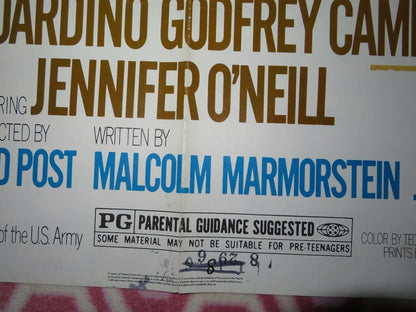 ARDINO GODFREY CAM
RING JENNIFER O'NEILL
CTED BY WRITTEN BY
D POST MALCOLM MARMORSTEIN
PG PARENTAL GUIDANCE SUGGESTED
SOME MATERIAL MAY NOT BE SUITABLE FOR PRE-TEENAGERS
of the U.S. Army
COLOR BY TEC
PRINTS